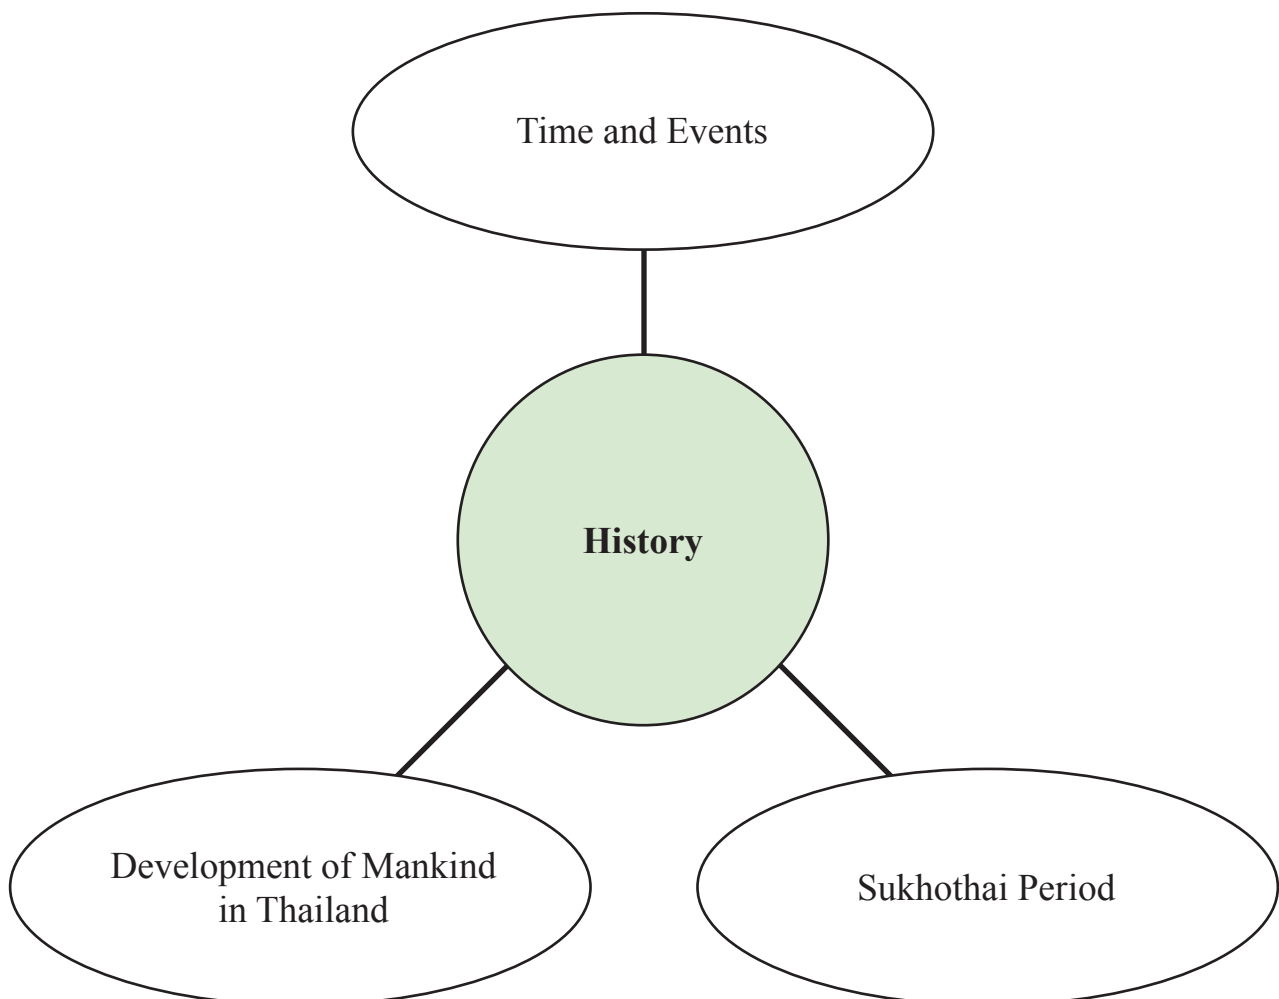 Time and Events
History
Development of Mankind
in Thailand
Sukhothai Period